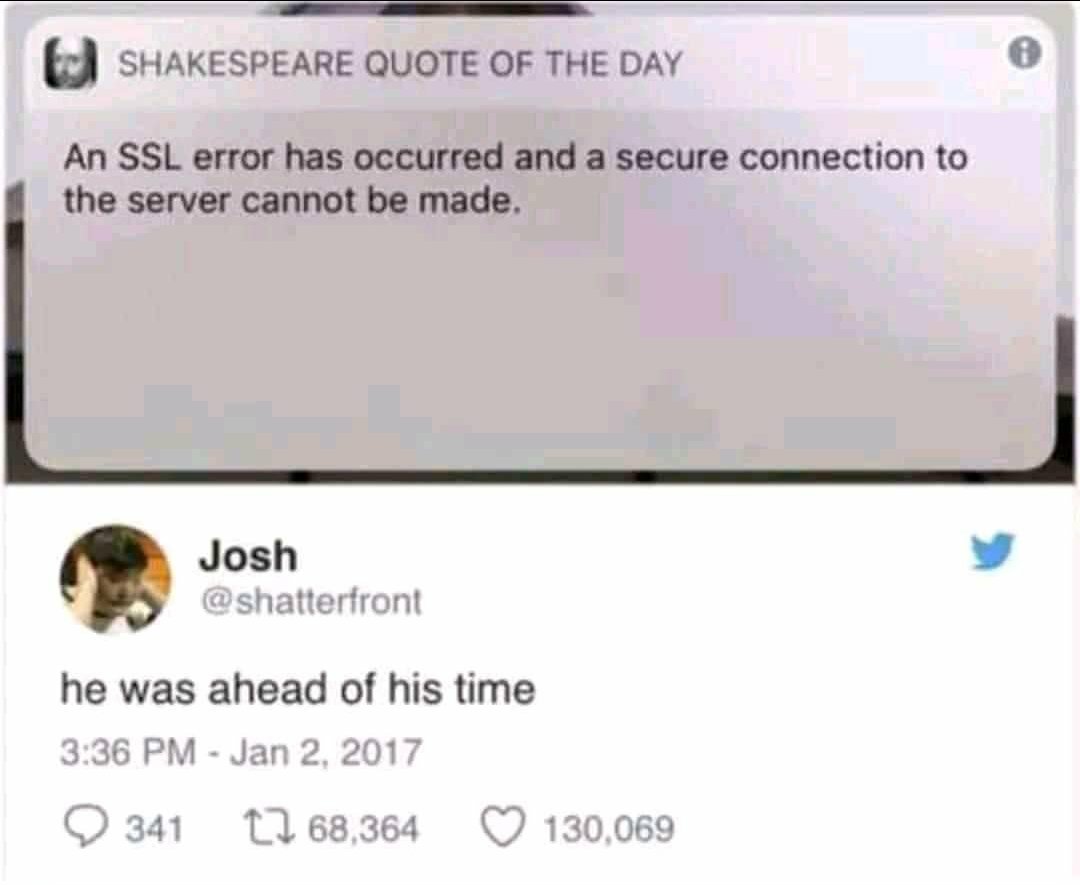 SHAKESPEARE QUOTE OF THE DAY
An SSL error has occurred and a secure connection to
the server cannot be made.
Josh
@shatterfront
he was ahead of his time
3:36 PM - Jan 2, 2017
341 68,364 130,069